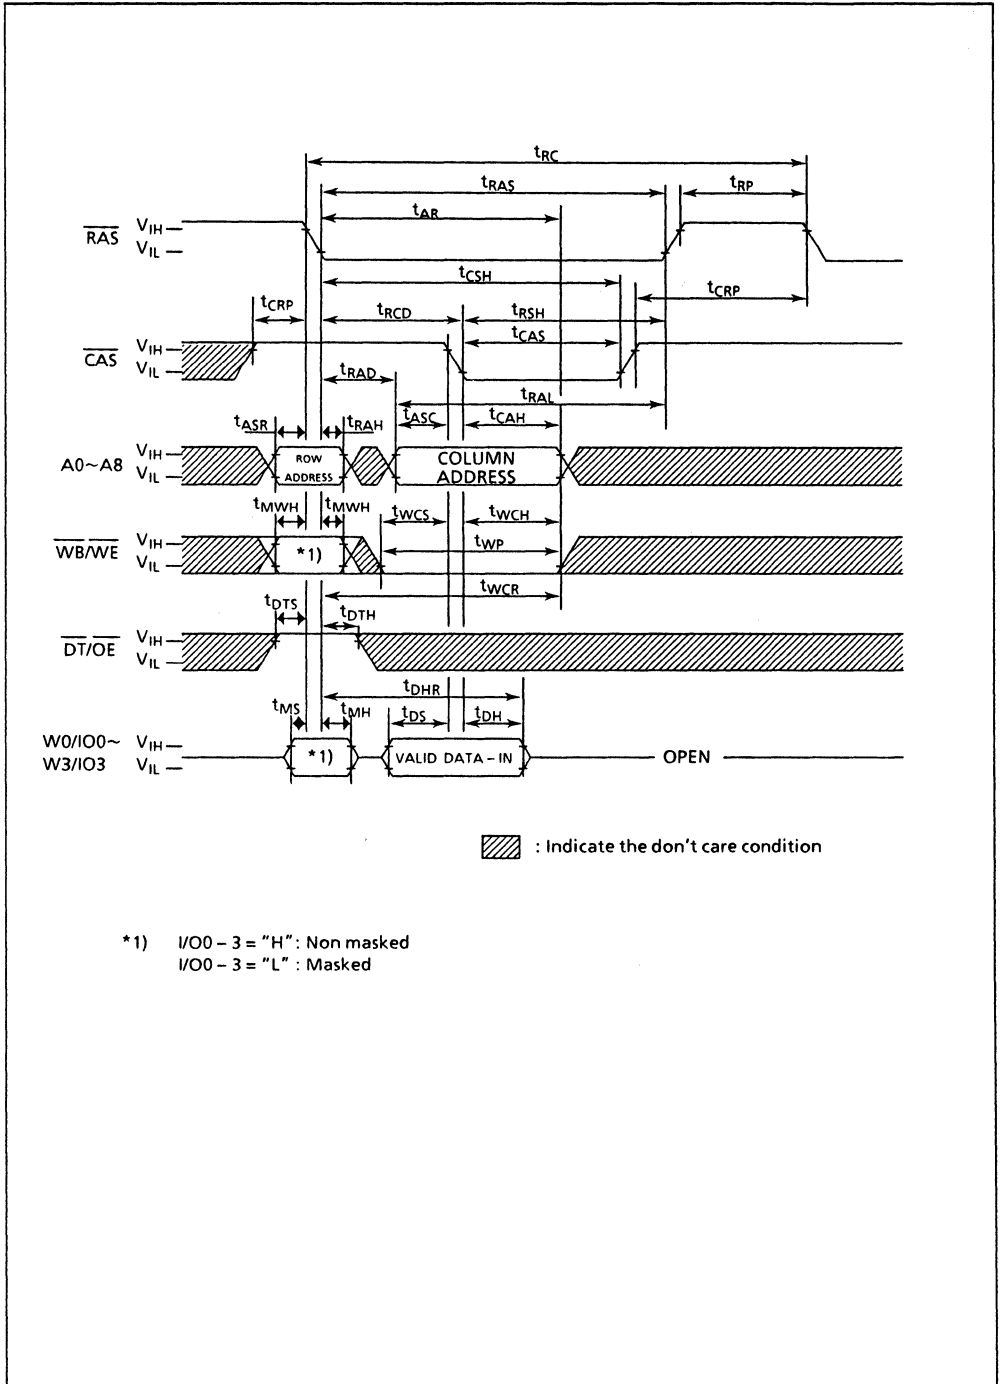 tRC
tRAS
tRP
tAR
RAS VIH
VIL
tCSH
tCRP
tCRP
tRCD
tRSH
tCAS
CAS VIH
VIL
tRAD
tRAL
tASR
tRAH
tASC
tCAH
A0~A8 VIH
VIL
ROW
ADDRESS
COLUMN
ADDRESS
tMWH
tMWH
tWCS
tWCH
WB/WE VIH
VIL
*1)
tWP
tWCR
tDTS
tDTH
DT/OE VIH
VIL
tDHR
tMS
tMH
tDS
tDH
W0/IO0~ VIH
W3/IO3 VIL
*1)
VALID DATA-IN
OPEN
: Indicate the don't care condition
*1) I/O0 – 3 = "H" : Non masked
I/O0 – 3 = "L" : Masked